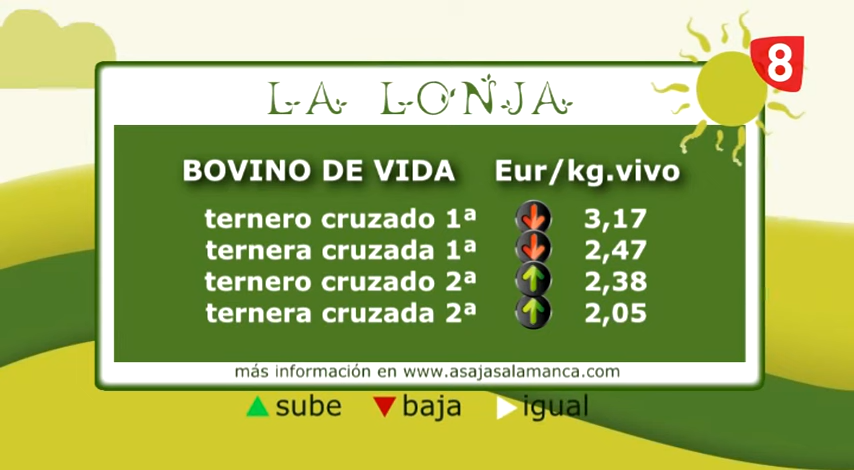 8
LA LONJA
BOVINO DE VIDA Eur/kg.vivo
ternero cruzado 1ª 3,17
ternera cruzada 1ª 2,47
ternero cruzado 2ª 2,38
ternera cruzada 2ª 2,05
más información en www.asajasalamanca.com
sube baja igual